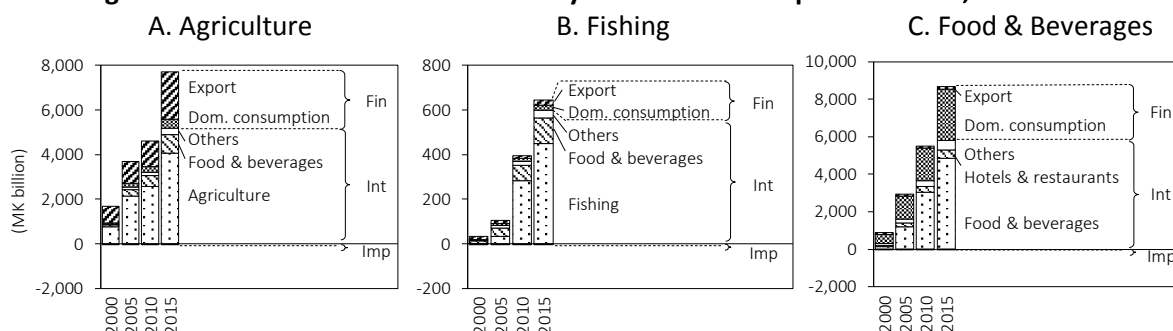 A. Agriculture
B. Fishing
C. Food & Beverages
(MK billion)
8,000
6,000
4,000
2,000
0
-2,000
Export
Dom. consumption
Others
Food & beverages
Agriculture
Fin
Int
Imp
2000
2005
2010
2015
800
600
400
200
0
-200
Export
Dom. consumption
Others
Food & beverages
Fishing
Fin
Int
Imp
2000
2005
2010
2015
10,000
8,000
6,000
4,000
2,000
0
-2,000
Export
Dom. consumption
Others
Hotels & restaurants
Food & beverages
Fin
Int
Imp
2000
2005
2010
2015